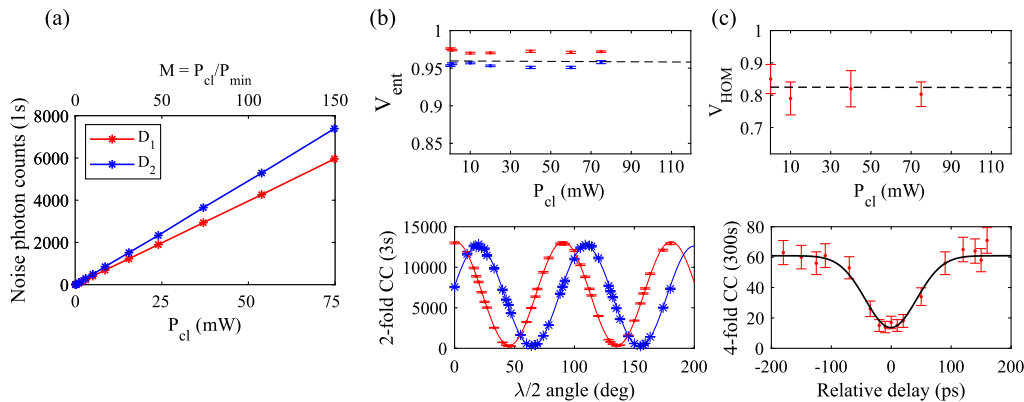 (a)
M = P_cl/P_min
0 50 100 150
8000
6000
4000
2000
0
Noise photon counts (1s)
D_1
D_2
0 25 50 75
P_cl (mW)
(b)
1
0.95
0.9
V_ent
10 30 50 70 90 110
P_cl (mW)
15000
10000
5000
0
2-fold CC (3s)
0 50 100 150 200
λ/2 angle (deg)
(c)
1
0.9
0.8
0.7
V_HOM
10 30 50 70 90 110
P_cl (mW)
80
60
40
20
0
4-fold CC (300s)
-200 -100 0 100 200
Relative delay (ps)